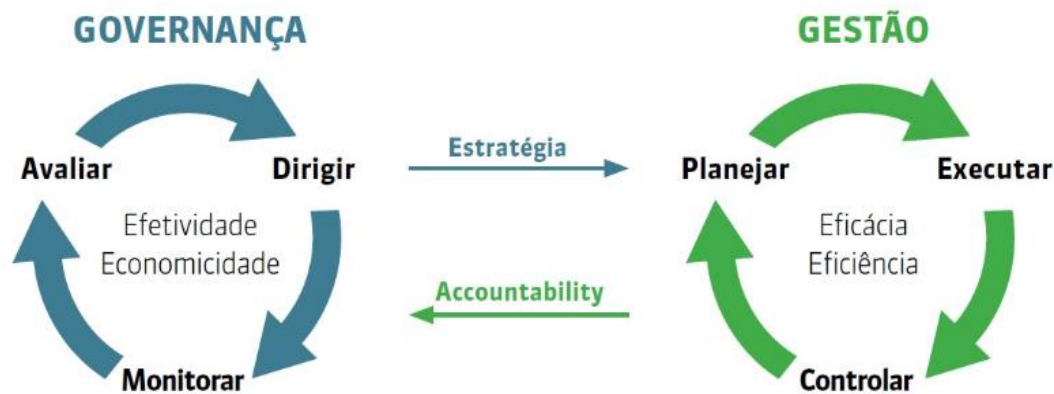 GOVERNANÇA
Avaliar
Dirigir
Efetividade
Economicidade
Monitorar
Estratégia
Accountability
GESTÃO
Planejar
Executar
Eficácia
Eficiência
Controlar